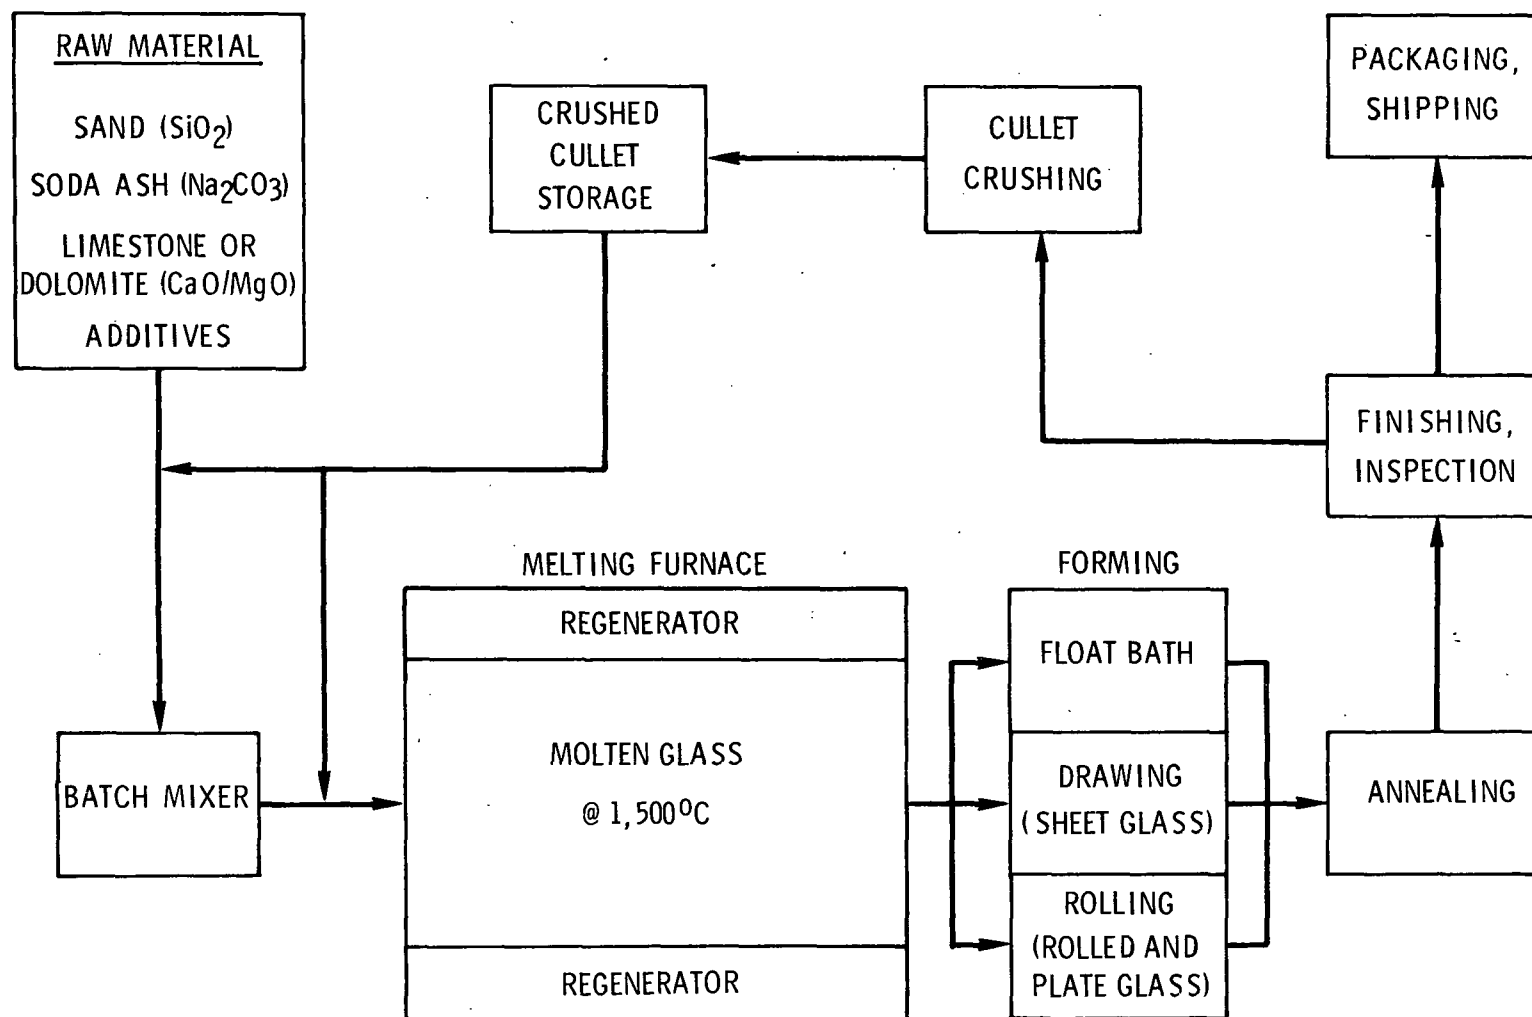 RAW MATERIAL
SAND (SiO2)
SODA ASH (Na2CO3)
LIMESTONE OR
DOLOMITE (CaO/MgO)
ADDITIVES
CRUSHED
CULLET
STORAGE
CULLET
CRUSHING
PACKAGING,
SHIPPING
FINISHING,
INSPECTION
MELTING FURNACE
REGENERATOR
MOLTEN GLASS
@ 1,500°C
REGENERATOR
FORMING
FLOAT BATH
DRAWING
(SHEET GLASS)
ROLLING
(ROLLED AND
PLATE GLASS)
BATCH MIXER
ANNEALING